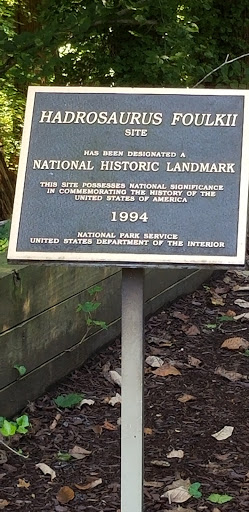 HADROSAURUS FOULKII
SITE
HAS BEEN DESIGNATED A
NATIONAL HISTORIC LANDMARK
THIS SITE POSSESSES NATIONAL SIGNIFICANCE
IN COMMEMORATING THE HISTORY OF THE
UNITED STATES OF AMERICA
1994
NATIONAL PARK SERVICE
UNITED STATES DEPARTMENT OF THE INTERIOR